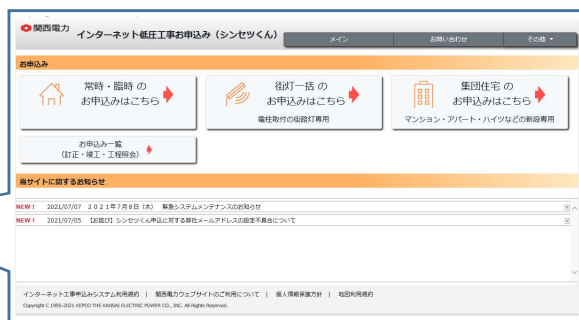 関西電力
インターネット低圧工事お申込み（シンセツくん）
メイン
お問い合わせ
その他
お申込み
常時・臨時 の
お申込みはこちら
街灯一括 の
お申込みはこちら
電柱取付の街路灯専用
集団住宅 の
お申込みはこちら
マンション・アパート・ハイツなどの新設専用
お申込み一覧
（訂正・竣工・工程照会）
当サイトに関するお知らせ
NEW！ 2021/07/07 ２０２１年７月８日（木） 緊急システムメンテナンスのお知らせ
NEW！ 2021/07/05 【お詫び】シンセツくん申込に対する弊社メールアドレスの設定不具合について
インターネット工事申込みシステム利用規約 | 関西電力ウェブサイトのご利用について | 個人情報保護方針 | 地図利用規約
Copyright C 1995-2021 KEPCO THE KANSAI ELECTRIC POWER CO., INC. All Rights Reserved.